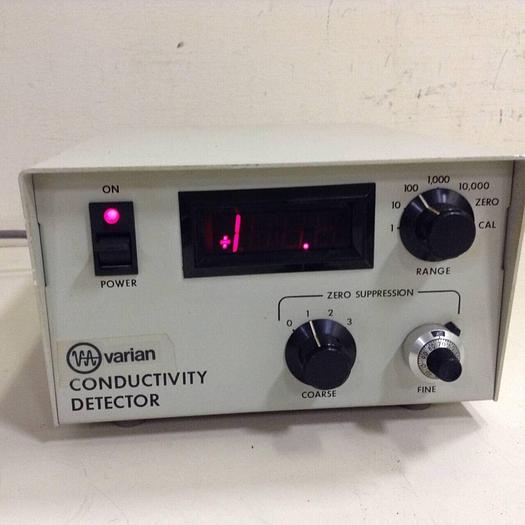 ON
POWER
+1 .
1
10
100
1,000
10,000
ZERO
CAL
RANGE
ZERO SUPPRESSION
0 1 2 3
COARSE
FINE
varian
CONDUCTIVITY
DETECTOR